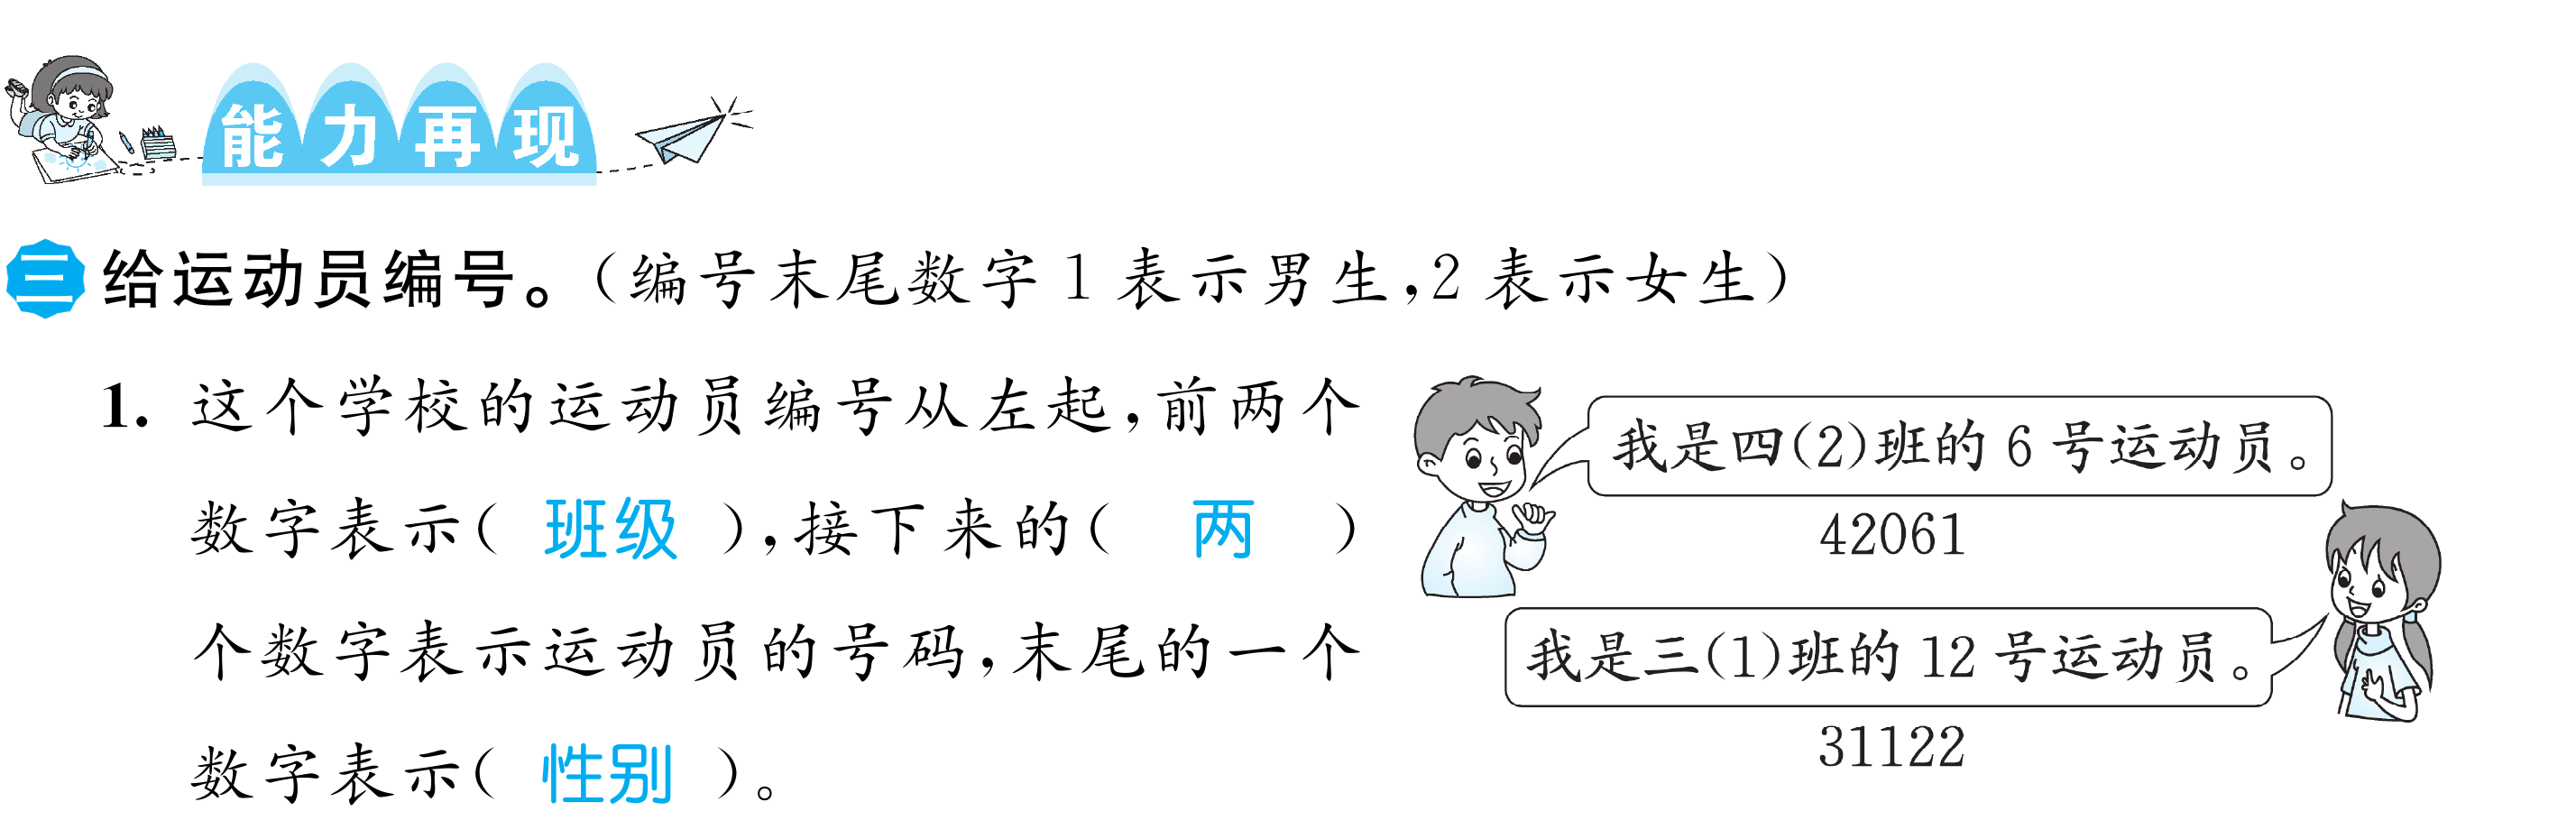 能力再现
三 给运动员编号。(编号末尾数字1表示男生,2表示女生)
1. 这个学校的运动员编号从左起,前两个
数字表示( 班级 ),接下来的( 两 )
个数字表示运动员的号码,末尾的一个
数字表示( 性别 )。
我是四(2)班的6号运动员。
42061
我是三(1)班的12号运动员。
31122